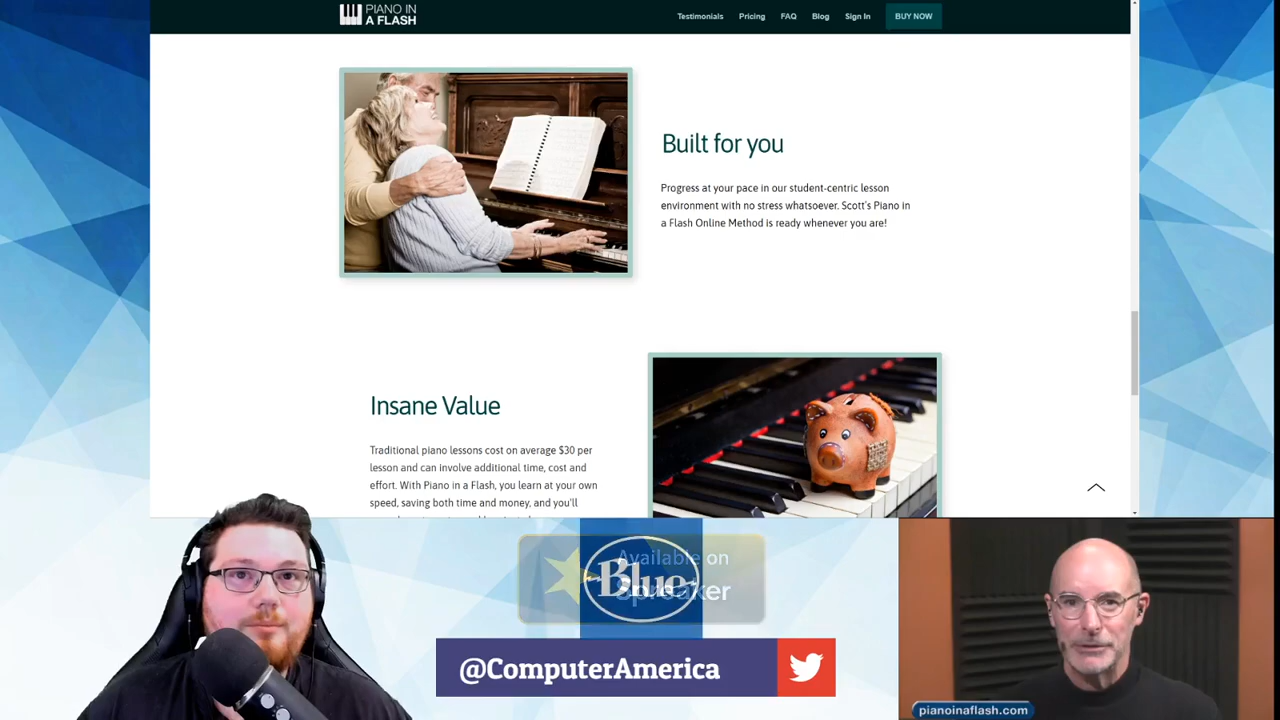 PIANO IN
A FLASH
Testimonials Pricing FAQ Blog Sign In BUY NOW
Built for you
Progress at your pace in our student-centric lesson
environment with no stress whatsoever. Scott's Piano in
a Flash Online Method is ready whenever you are!
Insane Value
Traditional piano lessons cost on average $30 per
lesson and can involve additional time, cost and
effort. With Piano in a Flash, you learn at your own
speed, saving both time and money, and you'll
Available on
Spreaker
Blue
@ComputerAmerica
pianoinaflash.com